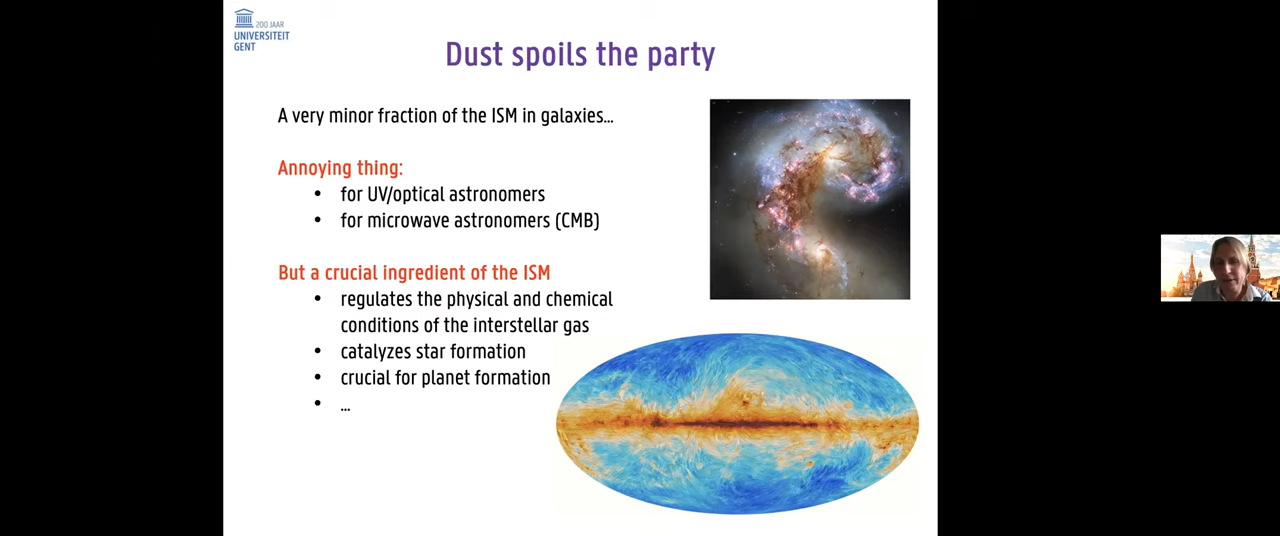 200 JAAR
UNIVERSITEIT
GENT
Dust spoils the party
A very minor fraction of the ISM in galaxies...
Annoying thing:
• for UV/optical astronomers
• for microwave astronomers (CMB)
But a crucial ingredient of the ISM
• regulates the physical and chemical
conditions of the interstellar gas
• catalyzes star formation
• crucial for planet formation
• ...